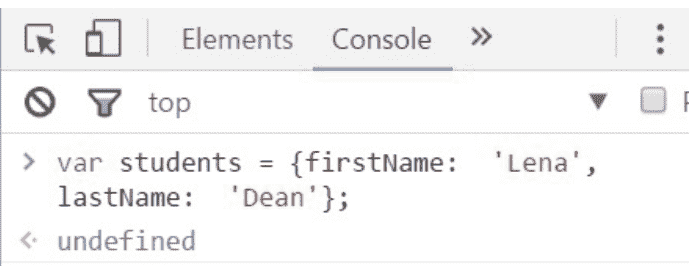 Elements Console »
top
> var students = {firstName: 'Lena',
lastName: 'Dean'};
undefined